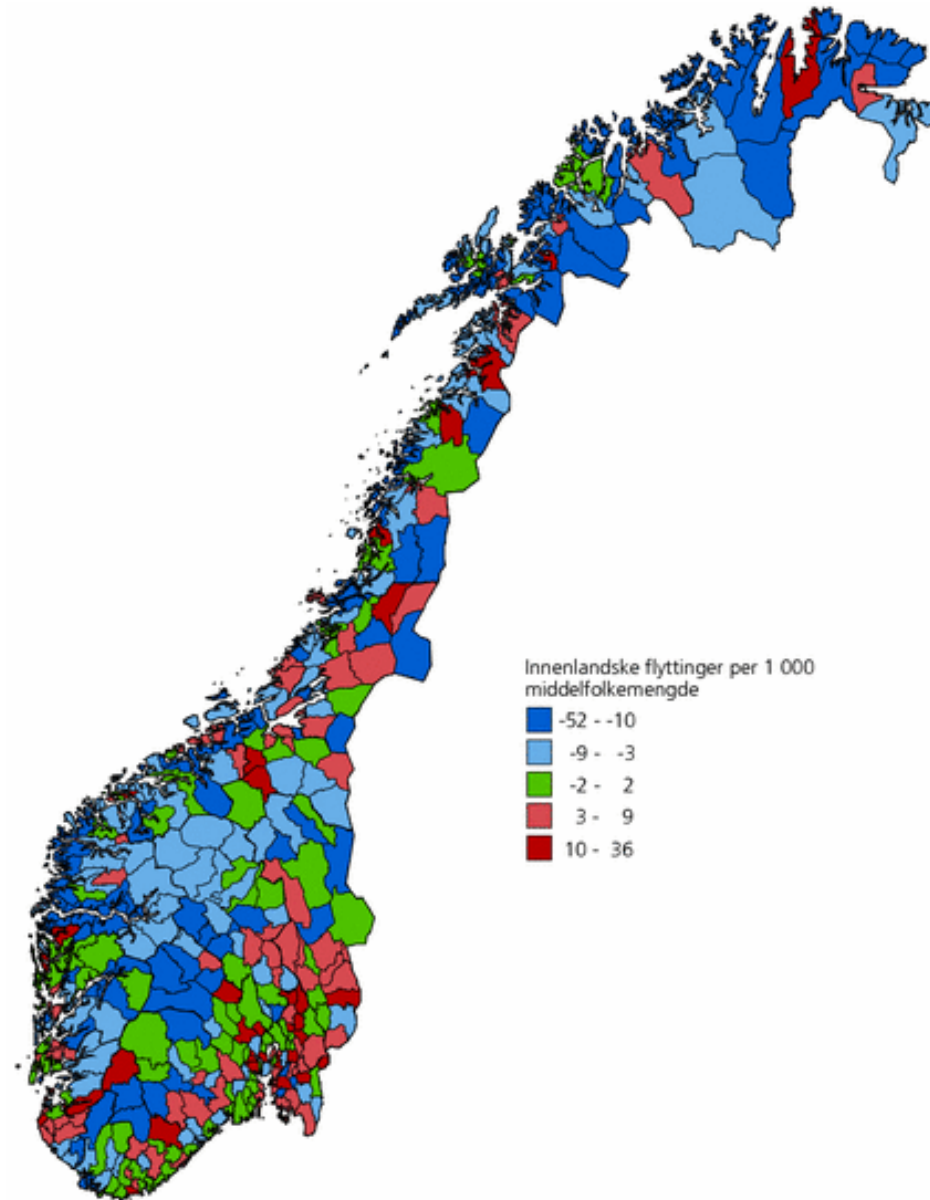 Innenlandske flyttinger per 1 000
middelfolkemengde
-52 - -10
-9 - -3
-2 - 2
3 - 9
10 - 36